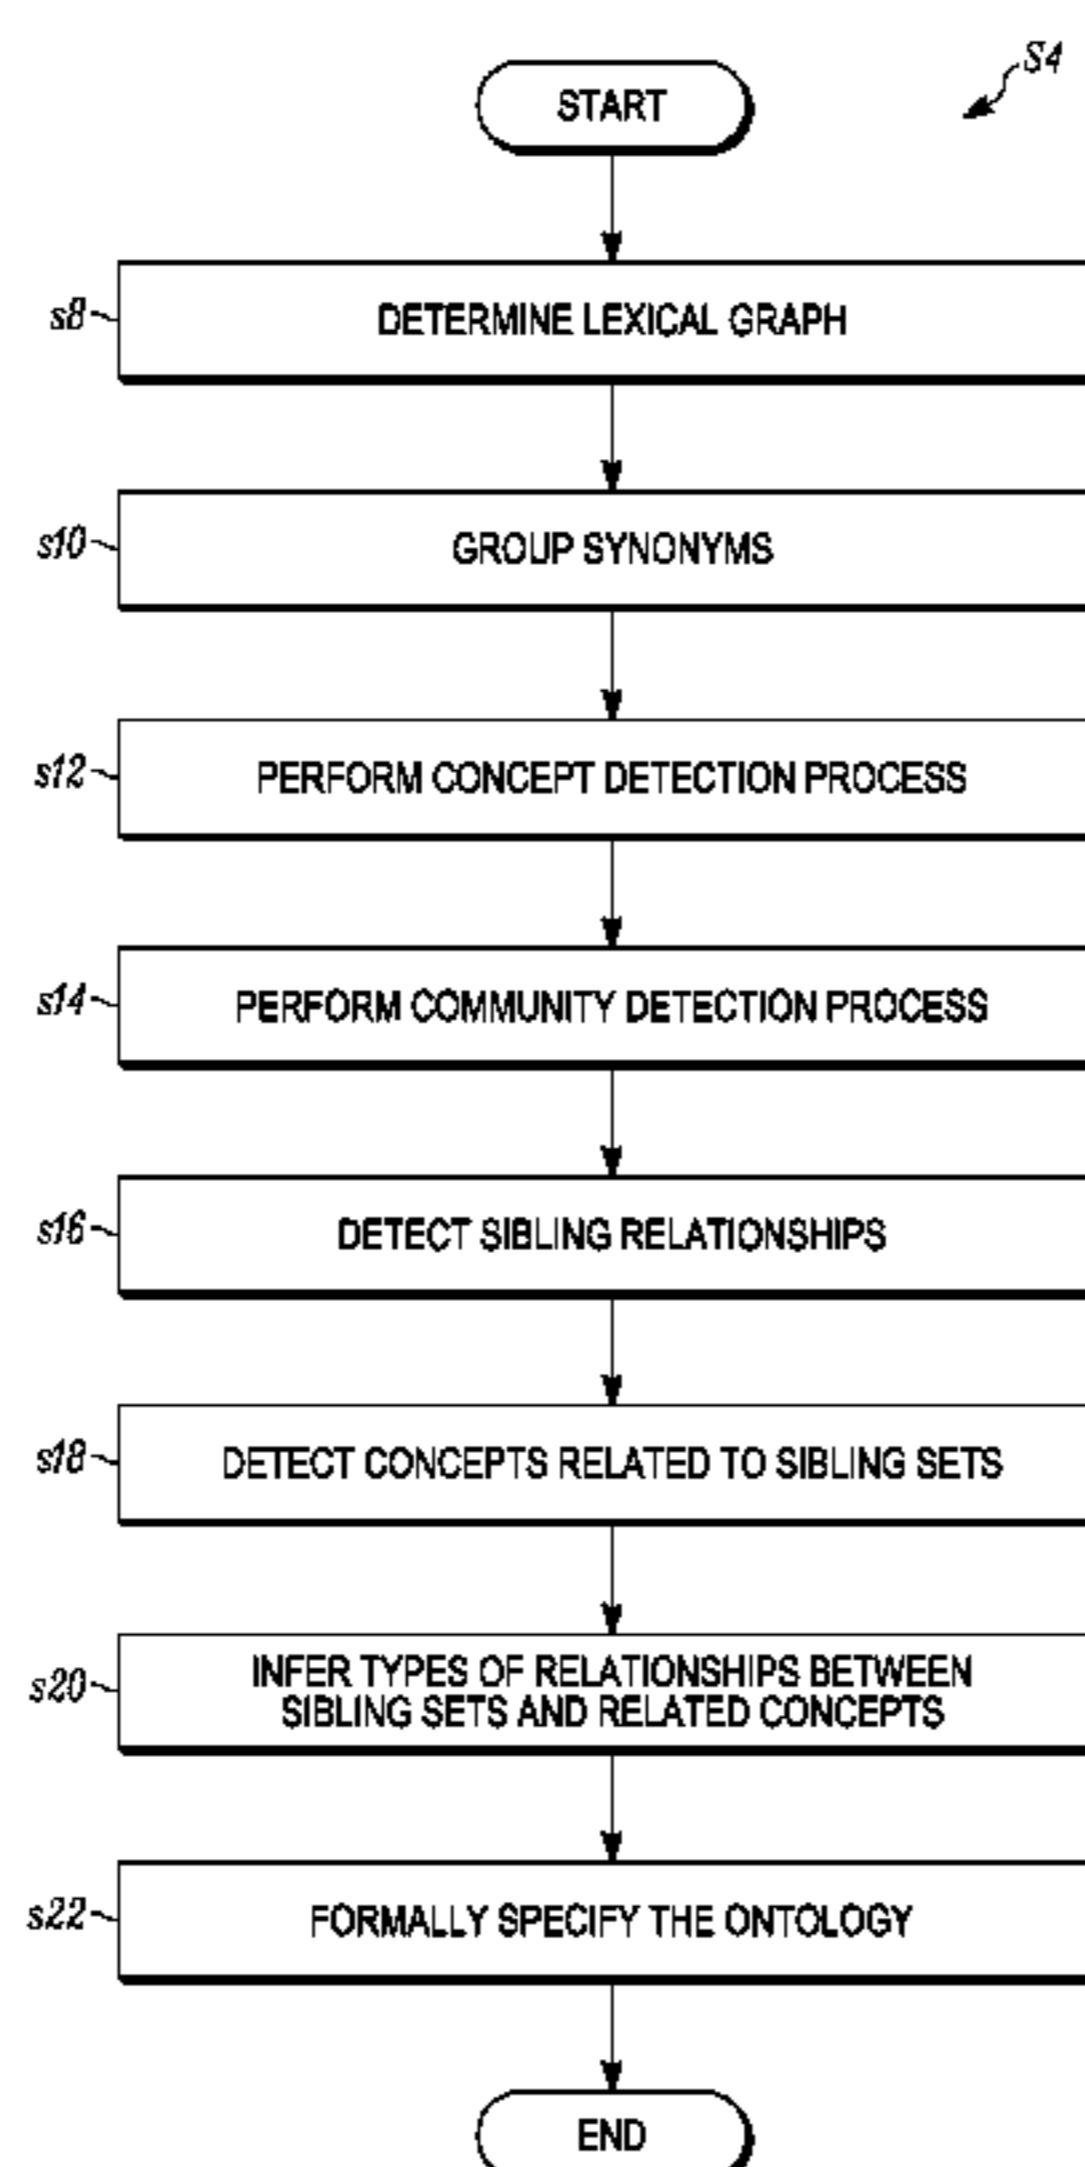 S4
START
s8
DETERMINE LEXICAL GRAPH
s10
GROUP SYNONYMS
s12
PERFORM CONCEPT DETECTION PROCESS
s14
PERFORM COMMUNITY DETECTION PROCESS
s16
DETECT SIBLING RELATIONSHIPS
s18
DETECT CONCEPTS RELATED TO SIBLING SETS
s20
INFER TYPES OF RELATIONSHIPS BETWEEN
SIBLING SETS AND RELATED CONCEPTS
s22
FORMALLY SPECIFY THE ONTOLOGY
END